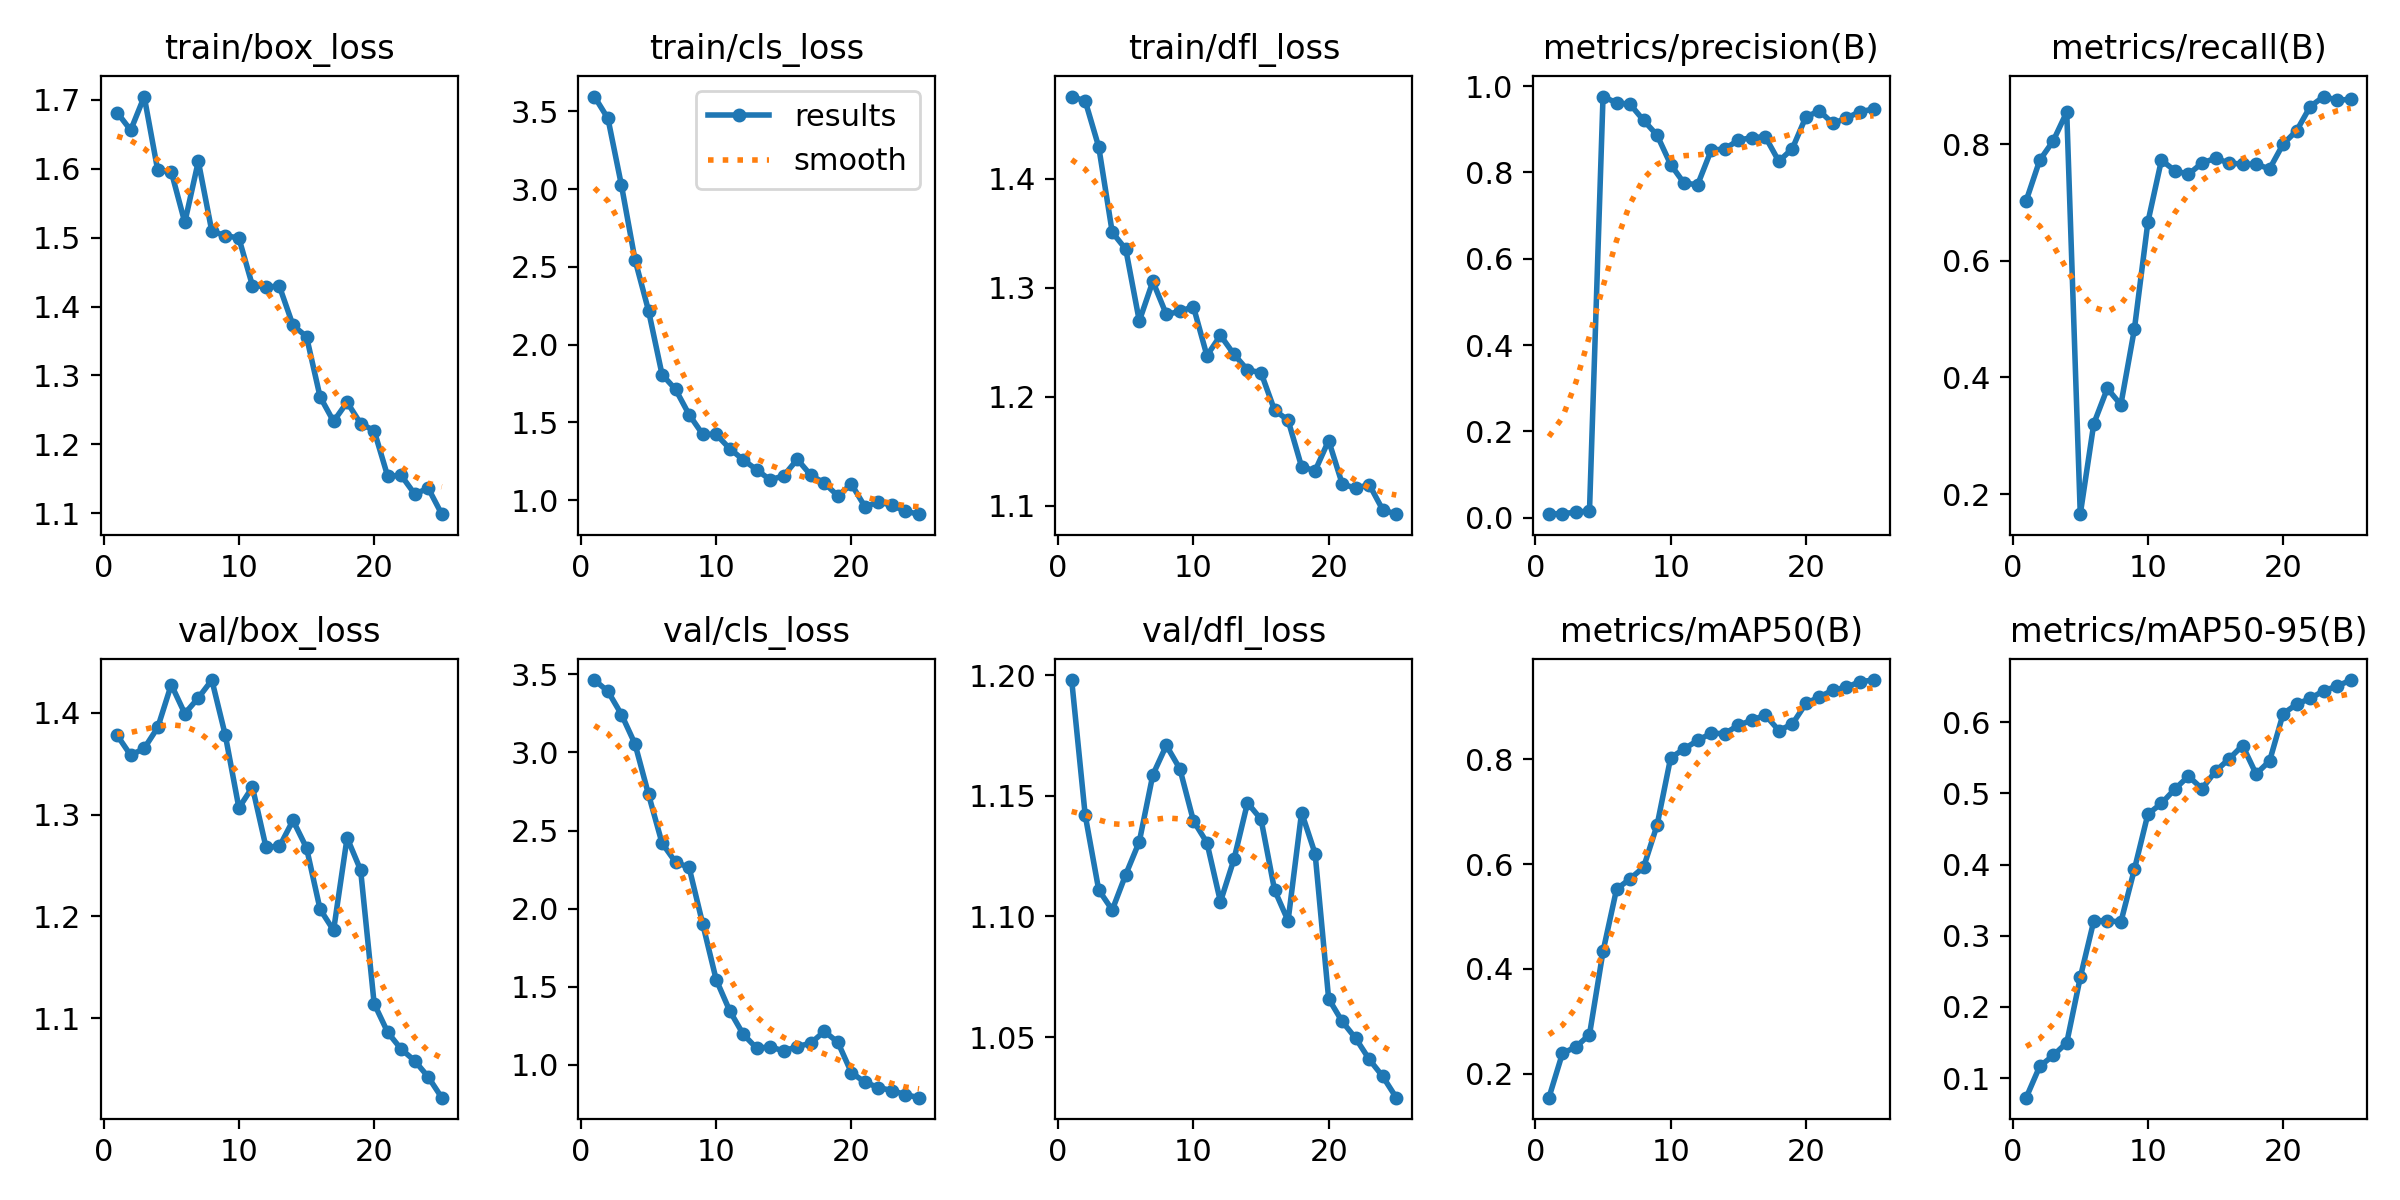 train/box_loss
1.7
1.6
1.5
1.4
1.3
1.2
1.1
0 10 20
train/cls_loss
results
smooth
3.5
3.0
2.5
2.0
1.5
1.0
0 10 20
train/dfl_loss
1.4
1.3
1.2
1.1
0 10 20
metrics/precision(B)
1.0
0.8
0.6
0.4
0.2
0.0
0 10 20
metrics/recall(B)
0.8
0.6
0.4
0.2
0 10 20
val/box_loss
1.4
1.3
1.2
1.1
0 10 20
val/cls_loss
3.5
3.0
2.5
2.0
1.5
1.0
0 10 20
val/dfl_loss
1.20
1.15
1.10
1.05
0 10 20
metrics/mAP50(B)
0.8
0.6
0.4
0.2
0 10 20
metrics/mAP50-95(B)
0.6
0.5
0.4
0.3
0.2
0.1
0 10 20